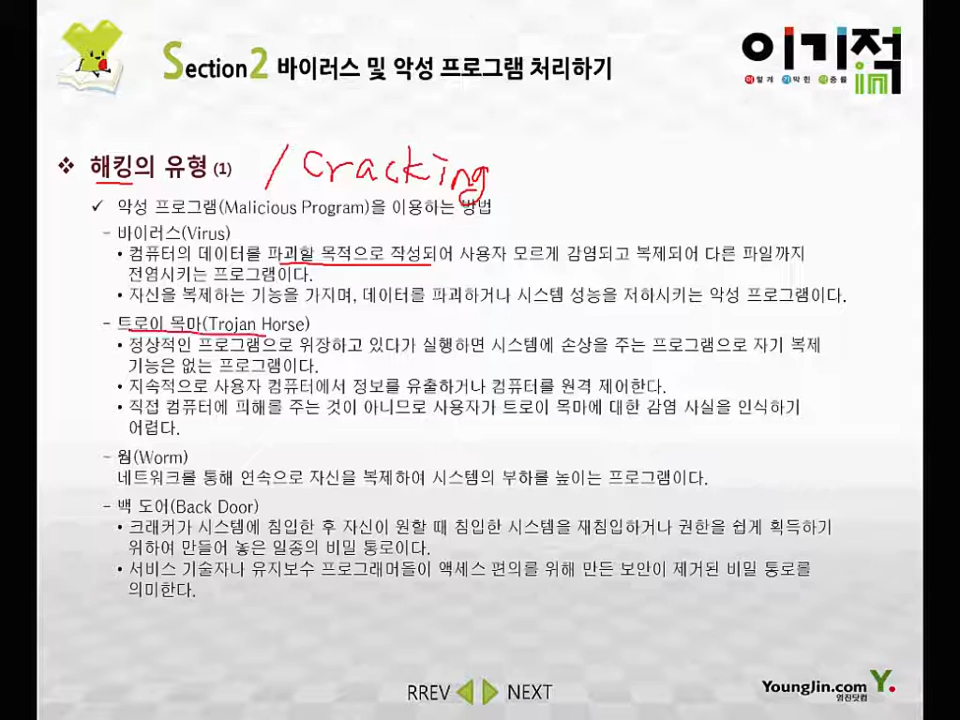 Section2 바이러스 및 악성 프로그램 처리하기
이기적in
이렇게 기막힌 적중률
❖ 해킹의 유형 (1) / cracking
✓ 악성 프로그램(Malicious Program)을 이용하는 방법
- 바이러스(Virus)
• 컴퓨터의 데이터를 파괴할 목적으로 작성되어 사용자 모르게 감염되고 복제되어 다른 파일까지
전염시키는 프로그램이다.
• 자신을 복제하는 기능을 가지며, 데이터를 파괴하거나 시스템 성능을 저하시키는 악성 프로그램이다.
- 트로이 목마(Trojan Horse)
• 정상적인 프로그램으로 위장하고 있다가 실행하면 시스템에 손상을 주는 프로그램으로 자기 복제
기능은 없는 프로그램이다.
• 지속적으로 사용자 컴퓨터에서 정보를 유출하거나 컴퓨터를 원격 제어한다.
• 직접 컴퓨터에 피해를 주는 것이 아니므로 사용자가 트로이 목마에 대한 감염 사실을 인식하기
어렵다.
- 웜(Worm)
네트워크를 통해 연속으로 자신을 복제하여 시스템의 부하를 높이는 프로그램이다.
- 백 도어(Back Door)
• 크래커가 시스템에 침입한 후 자신이 원할 때 침입한 시스템을 재침입하거나 권한을 쉽게 획득하기
위하여 만들어 놓은 일종의 비밀 통로이다.
• 서비스 기술자나 유지보수 프로그래머들이 액세스 편의를 위해 만든 보안이 제거된 비밀 통로를
의미한다.
RREV NEXT
YoungJin.com Y.
영진닷컴